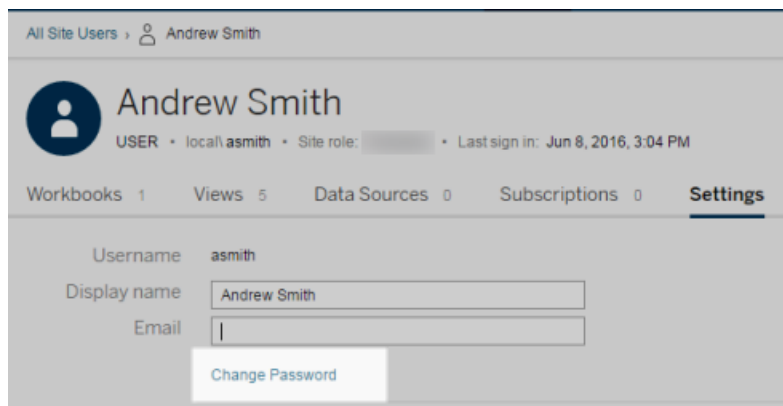 All Site Users › Andrew Smith
Andrew Smith
USER • local\asmith • Site role: • Last sign in: Jun 8, 2016, 3:04 PM
Workbooks 1 Views 5 Data Sources 0 Subscriptions 0 Settings
Username asmith
Display name Andrew Smith
Email
Change Password